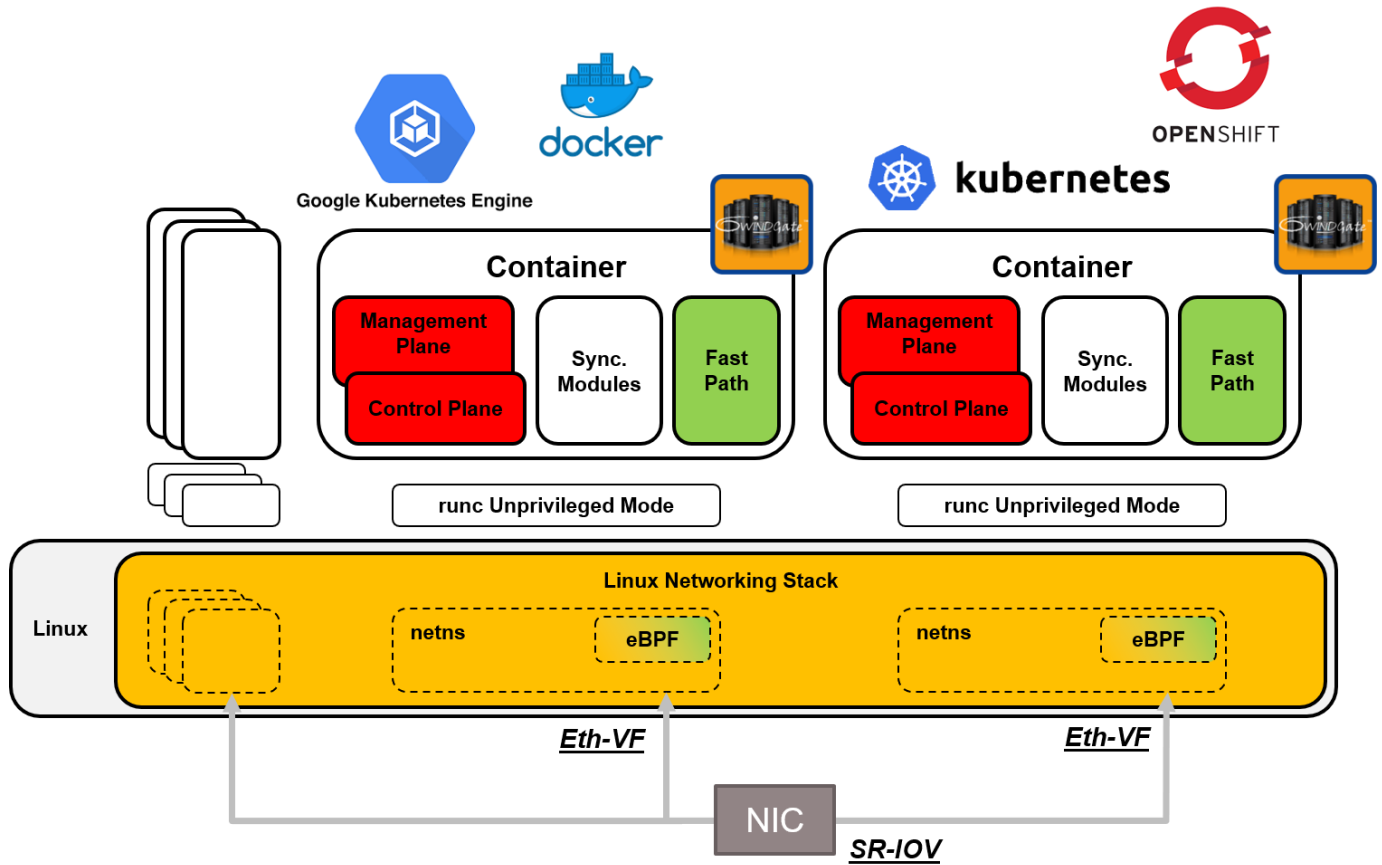 OPENSHIFT
docker
kubernetes
Google Kubernetes Engine
6WINDGate™
6WINDGate™
Container
Container
Management
Plane
Control Plane
Sync.
Modules
Fast
Path
Management
Plane
Control Plane
Sync.
Modules
Fast
Path
runc Unprivileged Mode
runc Unprivileged Mode
Linux
Linux Networking Stack
netns
eBPF
netns
eBPF
Eth-VF
Eth-VF
NIC
SR-IOV